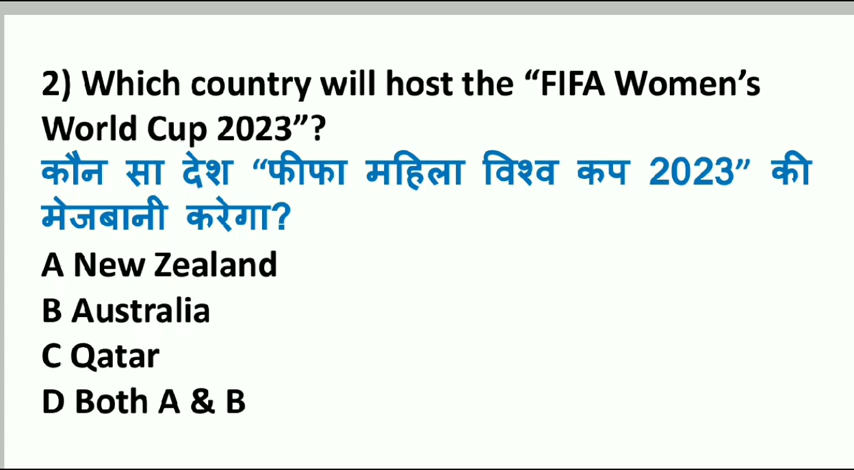 2) Which country will host the “FIFA Women’s
World Cup 2023”?
कौन सा देश “फीफा महिला विश्व कप 2023” की
मेजबानी करेगा?
A New Zealand
B Australia
C Qatar
D Both A & B